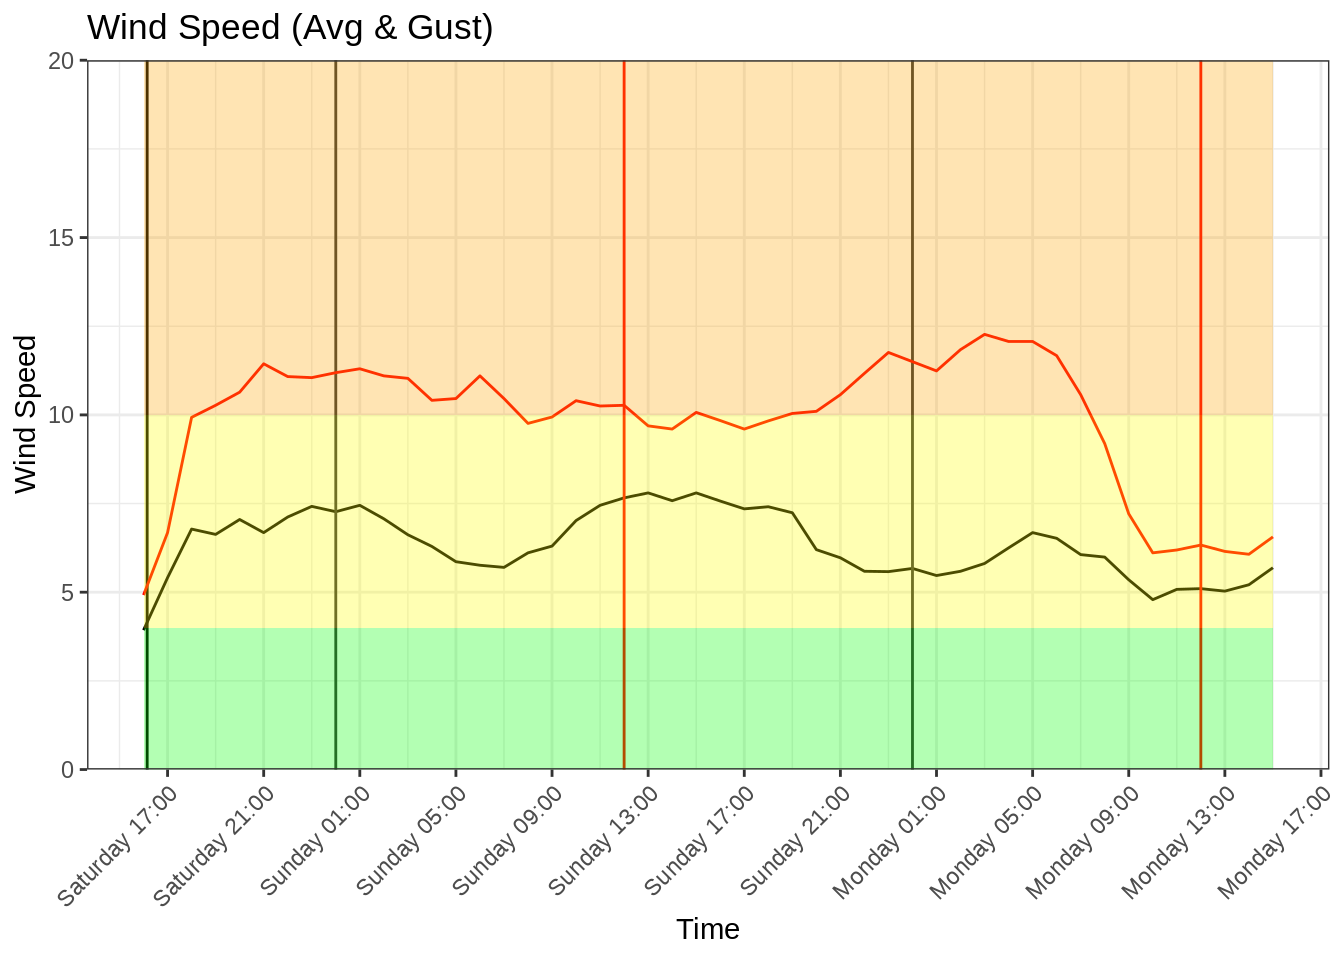 Wind Speed (Avg & Gust)
20
15
10
5
0
Wind Speed
Saturday 17:00
Saturday 21:00
Sunday 01:00
Sunday 05:00
Sunday 09:00
Sunday 13:00
Sunday 17:00
Sunday 21:00
Monday 01:00
Monday 05:00
Monday 09:00
Monday 13:00
Monday 17:00
Time